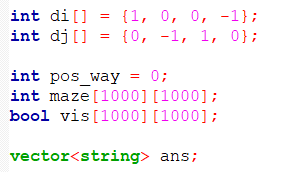 int di[] = {1, 0, 0, -1};
int dj[] = {0, -1, 1, 0};
int pos_way = 0;
int maze[1000][1000];
bool vis[1000][1000];
vector<string> ans;